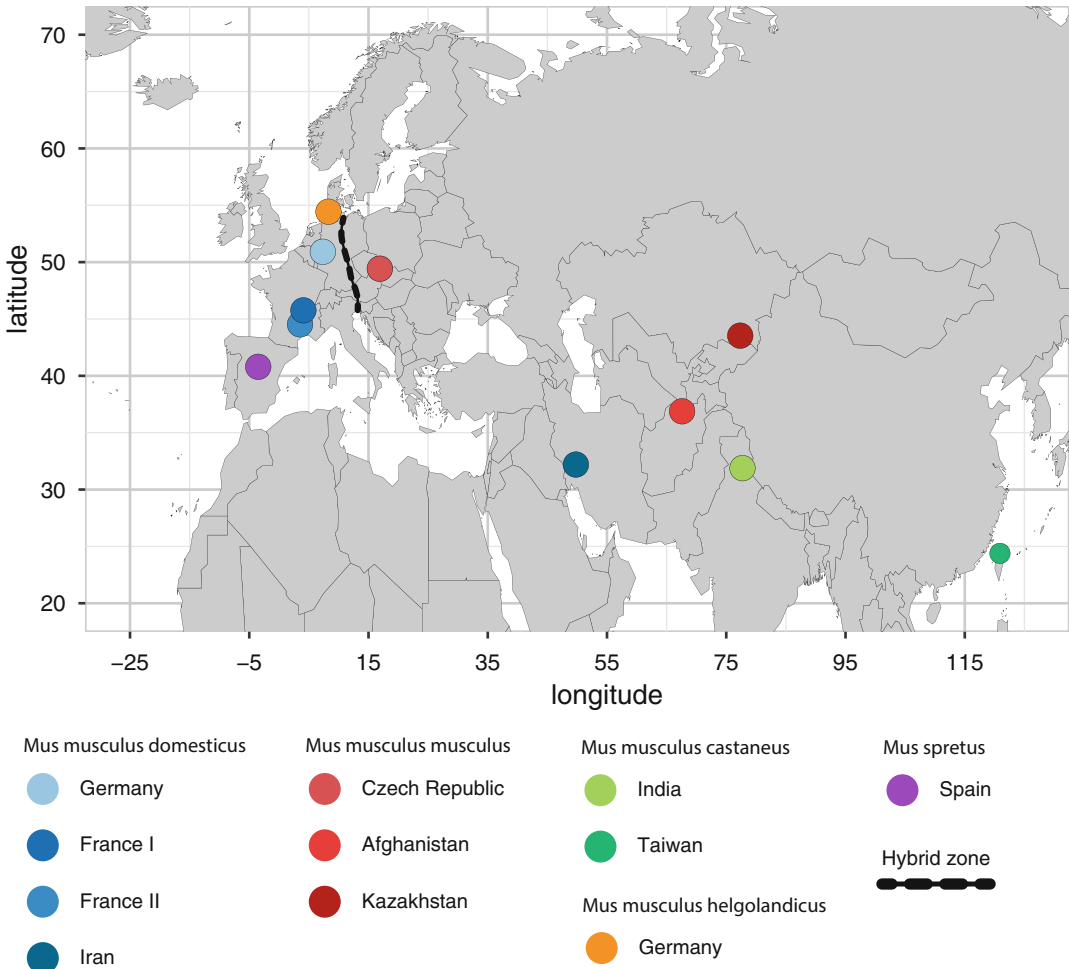 70
60
50
40
30
20
latitude
−25 −5 15 35 55 75 95 115
longitude
Mus musculus domesticus
Germany
France I
France II
Iran
Mus musculus musculus
Czech Republic
Afghanistan
Kazakhstan
Mus musculus castaneus
India
Taiwan
Mus musculus helgolandicus
Germany
Mus spretus
Spain
Hybrid zone